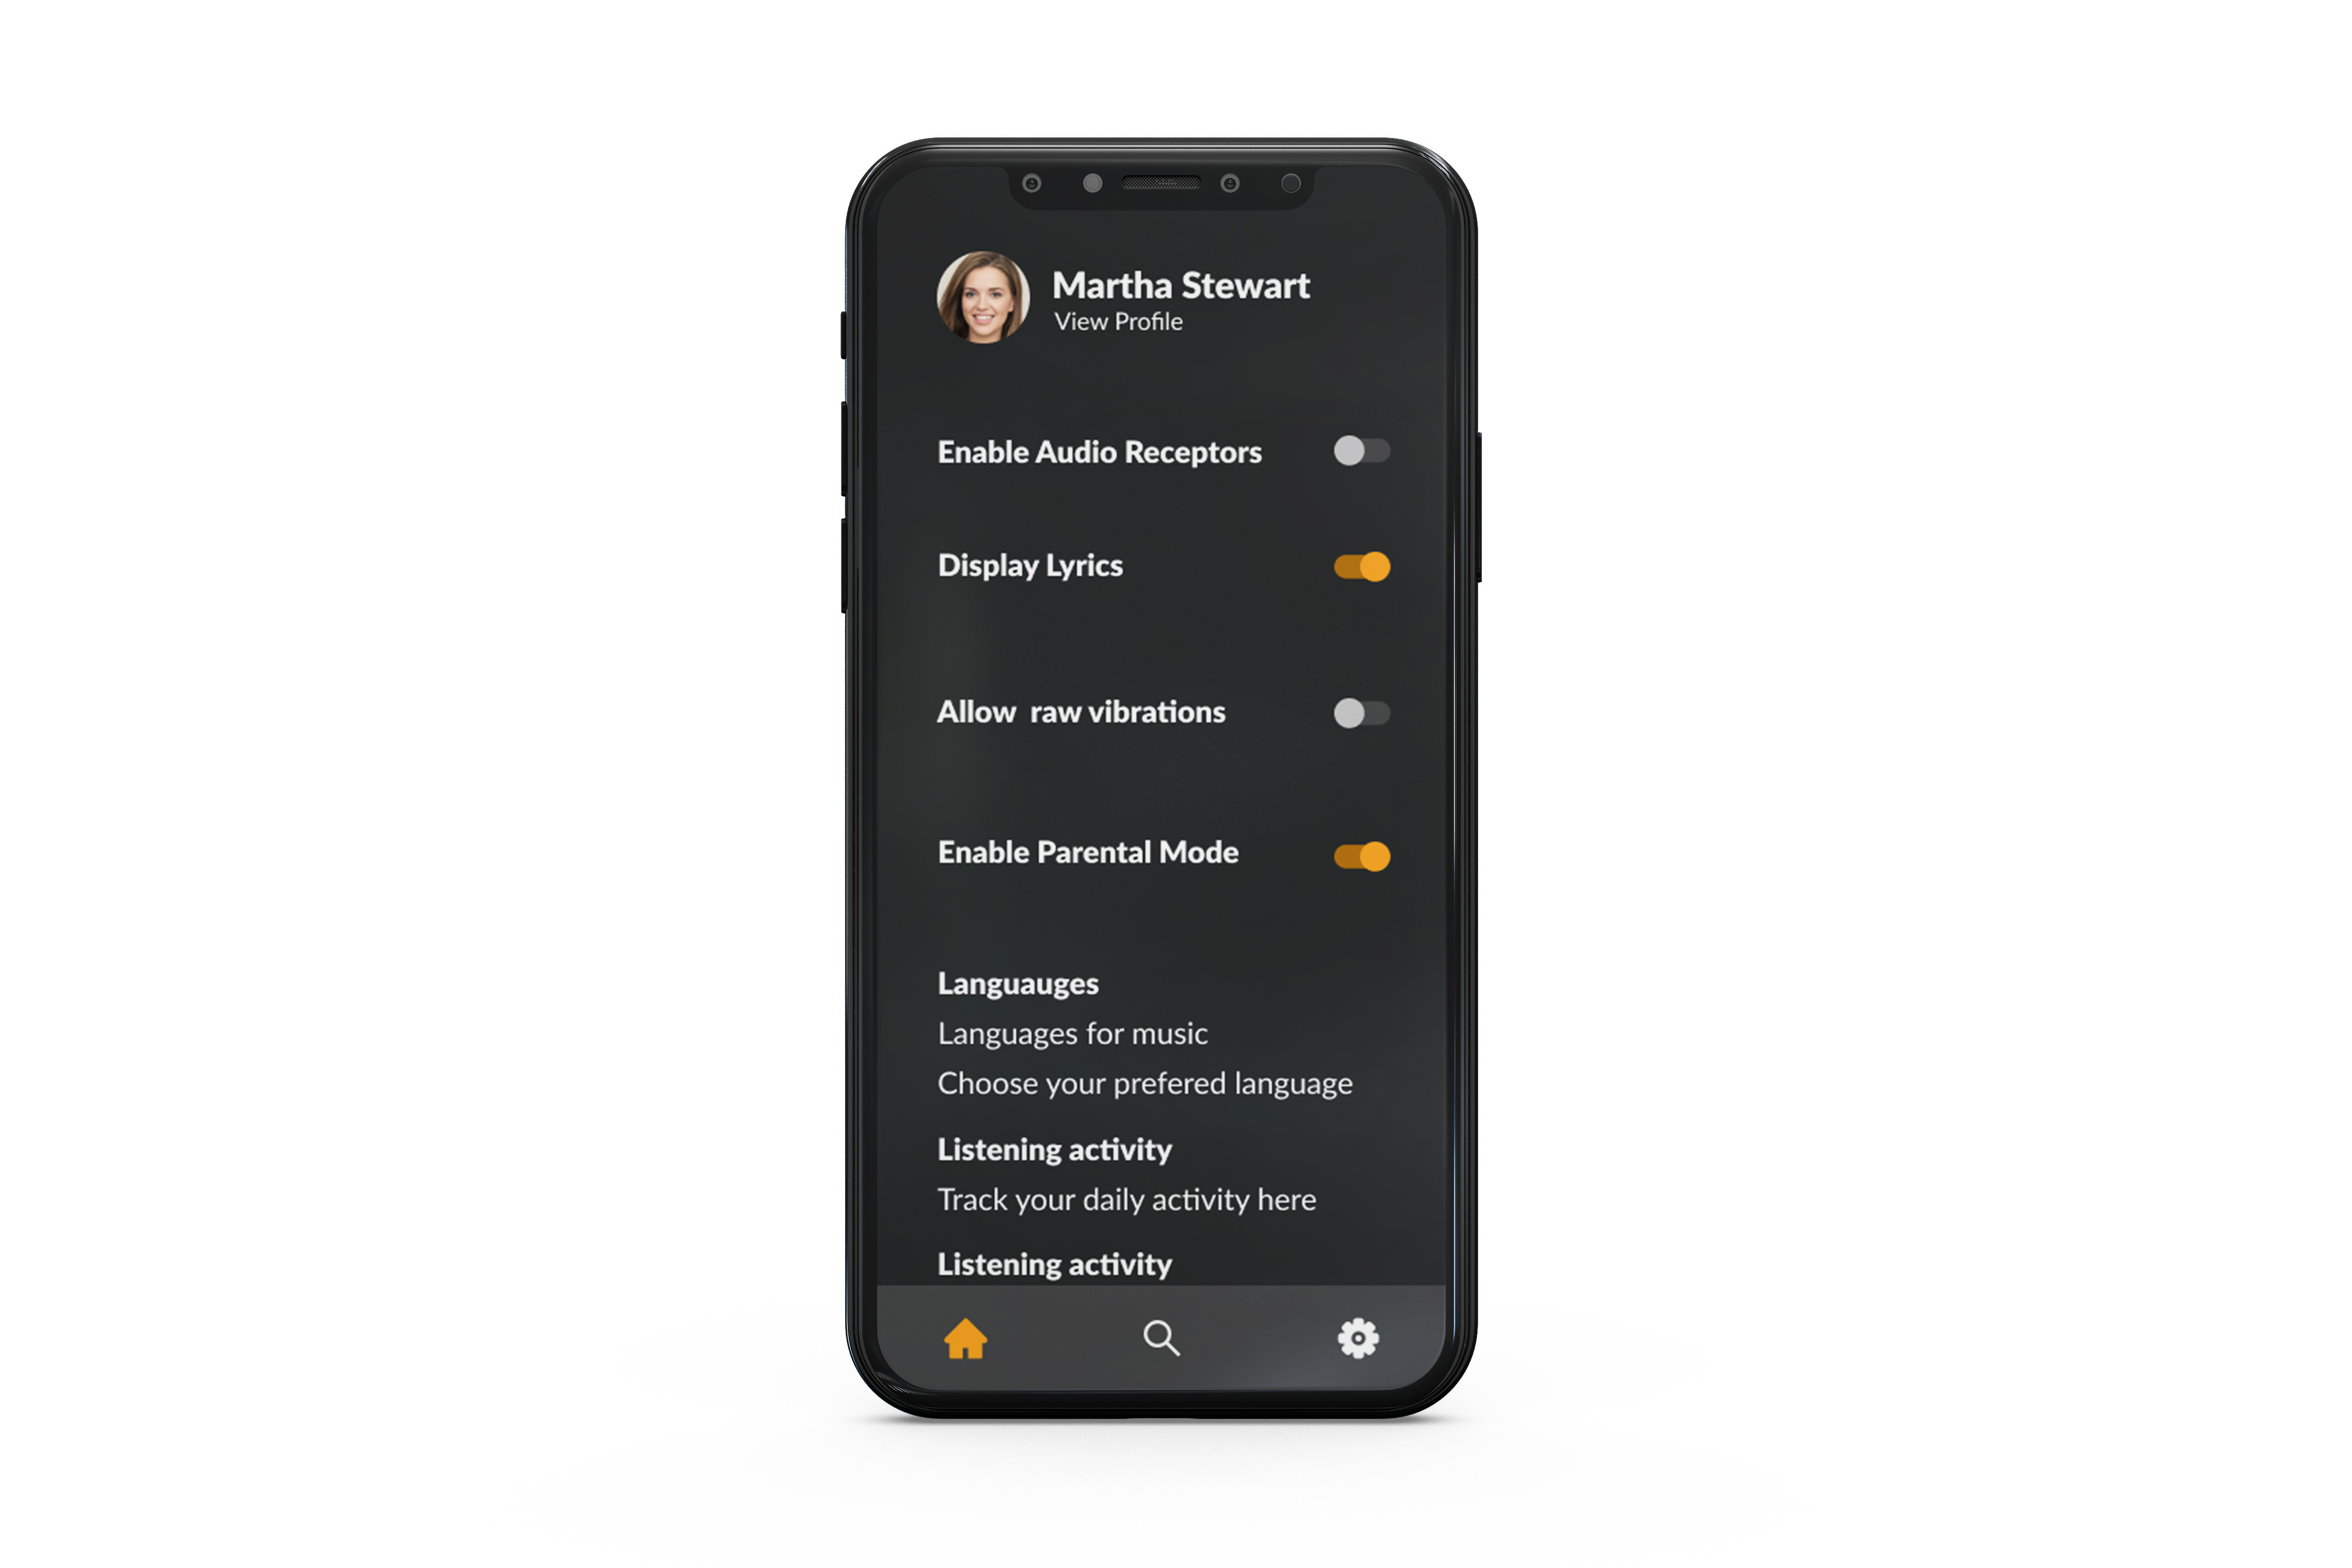 Martha Stewart
View Profile
Enable Audio Receptors
Display Lyrics
Allow  raw vibrations
Enable Parental Mode
Languauges
Languages for music
Choose your prefered language
Listening activity
Track your daily activity here
Listening activity